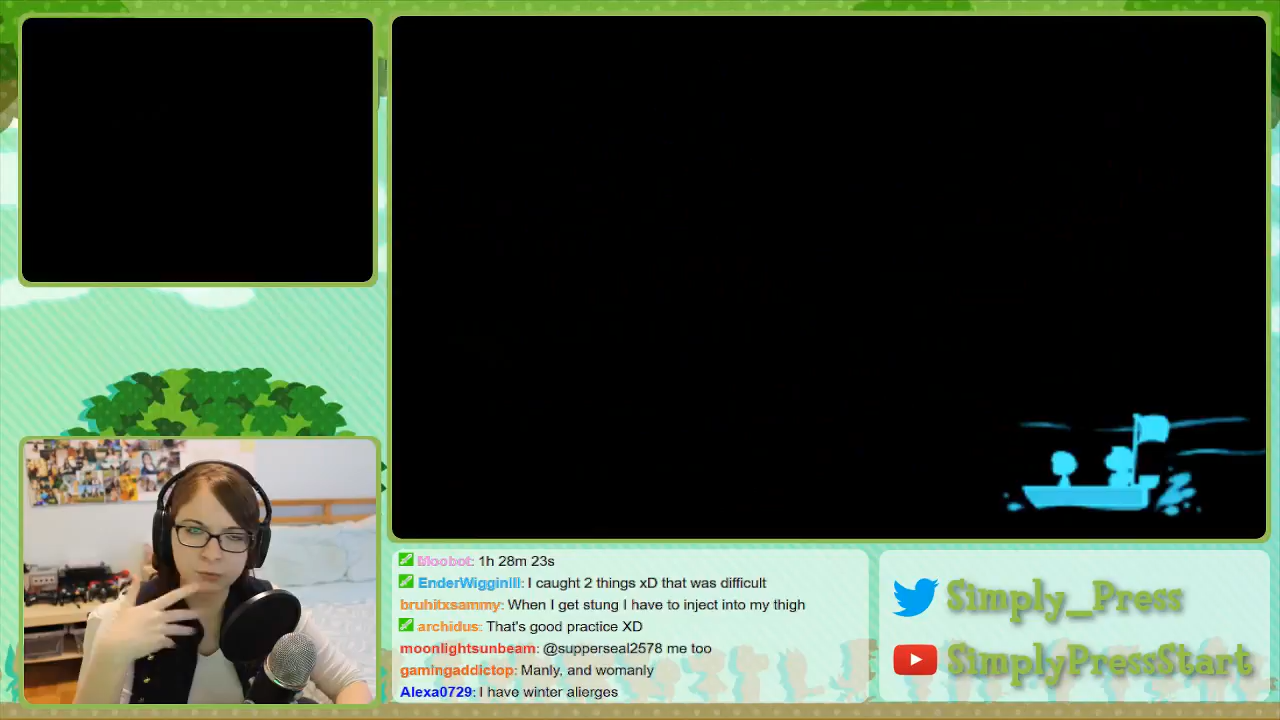 Moobot: 1h 28m 23s
EnderWigginIII: I caught 2 things xD that was difficult
bruhitxsammy: When I get stung I have to inject into my thigh
archidus: That's good practice XD
moonlightsunbeam: @supperseal2578 me too
gamingaddictop: Manly, and womanly
Alexa0729: I have winter allerges
Simply_Press
SimplyPressStart